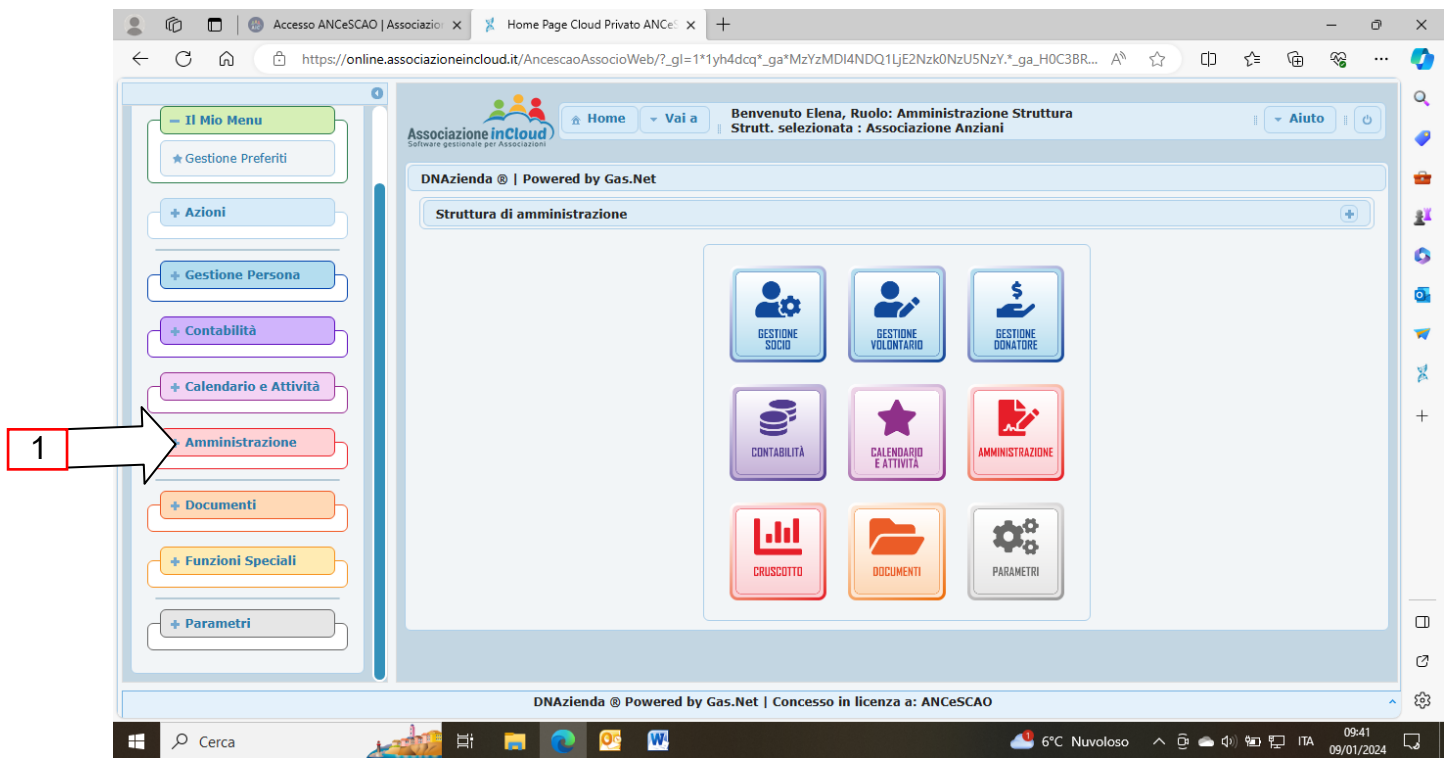 Accesso ANCeSCAO | Associazion
Home Page Cloud Privato ANCeS
https://online.associazioneincloud.it/AncescaoAssocioWeb/?_gl=1*1yh4dcq*_ga*MzYzMDI4NDQ1LjE2Nzk0NzU5NzY.*_ga_H0C3BR...
− Il Mio Menu
Gestione Preferiti
+ Azioni
+ Gestione Persona
+ Contabilità
+ Calendario e Attività
1
Amministrazione
+ Documenti
+ Funzioni Speciali
+ Parametri
Associazione inCloud
Software gestionale per Associazioni
Home
Vai a
Benvenuto Elena, Ruolo: Amministrazione Struttura
Strutt. selezionata : Associazione Anziani
Aiuto
DNAzienda ® | Powered by Gas.Net
Struttura di amministrazione
GESTIONE
SOCIO
GESTIONE
VOLONTARIO
GESTIONE
DONATORE
CONTABILITÀ
CALENDARIO
E ATTIVITÀ
AMMINISTRAZIONE
CRUSCOTTO
DOCUMENTI
PARAMETRI
DNAzienda ® Powered by Gas.Net | Concesso in licenza a: ANCeSCAO
Cerca
6°C Nuvoloso
ITA
09:41
09/01/2024